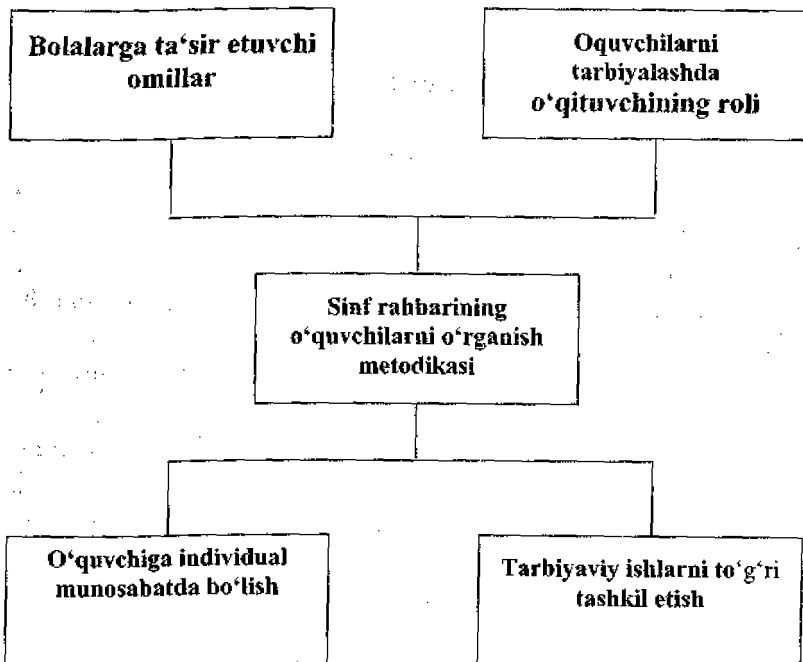 Bolalarga ta‘sir etuvchi
omillar
Oquvchilarni
tarbiyalashda
o‘qituvchining roli
Sinf rahbarining
o‘quvchilarni o‘rganish
metodikasi
O‘quvchiga individual
munosabatda bo‘lish
Tarbiyaviy ishlarni to‘g‘ri
tashkil etish